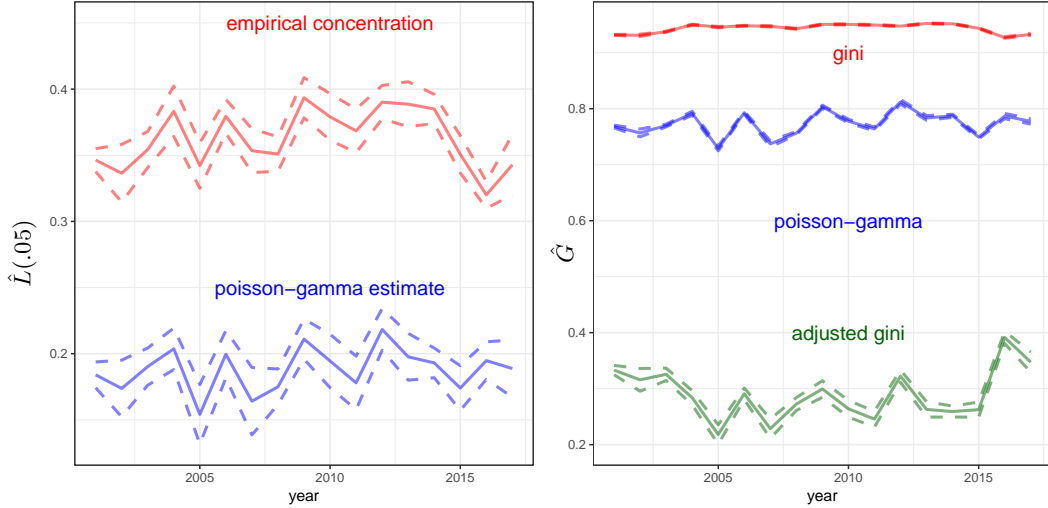 empirical concentration
0.4
0.3
0.2
poisson−gamma estimate
L̂(.05)
2005
2010
2015
year
gini
0.8
0.6
0.4
0.2
poisson−gamma
adjusted gini
Ĝ
2005
2010
2015
year